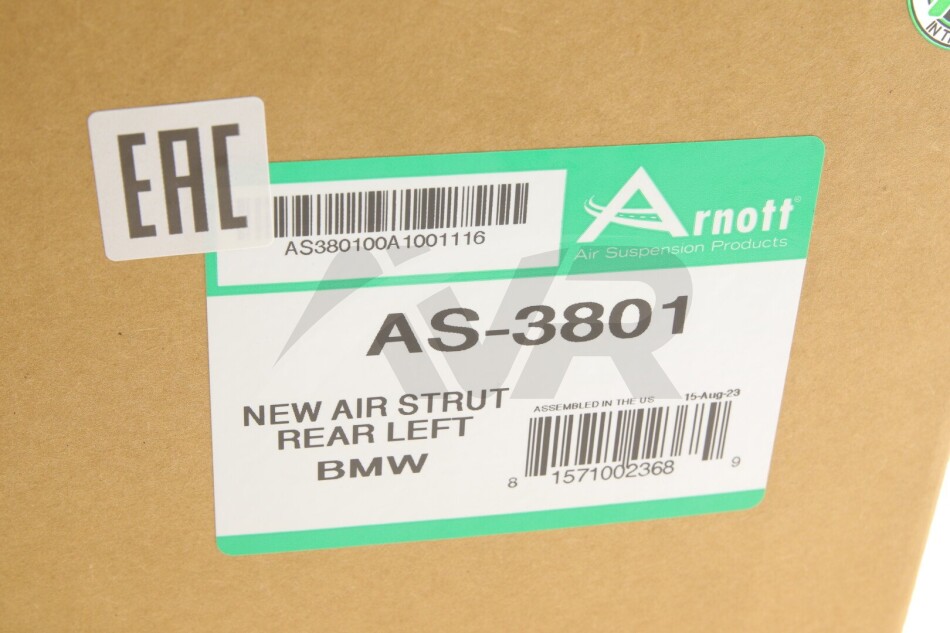 EAC
AS380100A1001116
Arnott®
Air Suspension Products
IVR
AS-3801
NEW AIR STRUT
REAR LEFT
BMW
ASSEMBLED IN THE US 15-Aug-23
8 1571002368 9